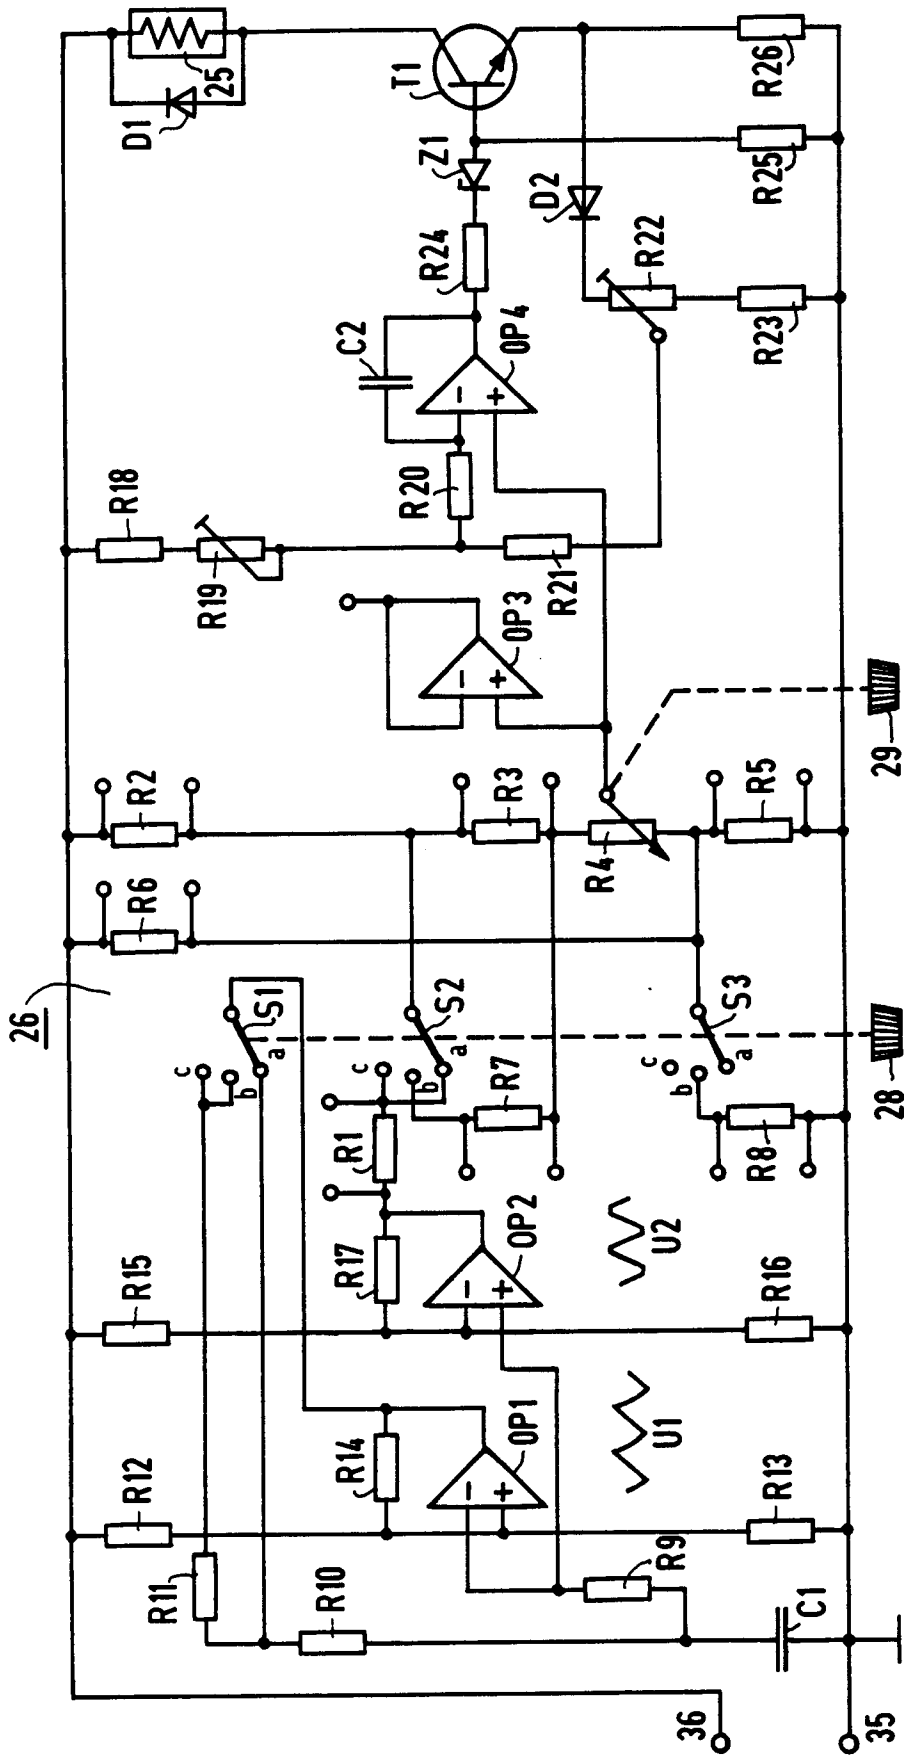 26
36
35
R11
R10
R12
R14
OP1
−
+
R13
R9
C1
U1
R15
R17
OP2
−
+
R16
U2
R1
R7
R8
S1
a
b
c
S2
a
b
c
S3
a
b
c
28
R6
R2
R3
R4
R5
29
OP3
−
+
R18
R19
R20
R21
C2
OP4
−
+
R24
Z1
T1
D1
25
D2
R22
R23
R25
R26